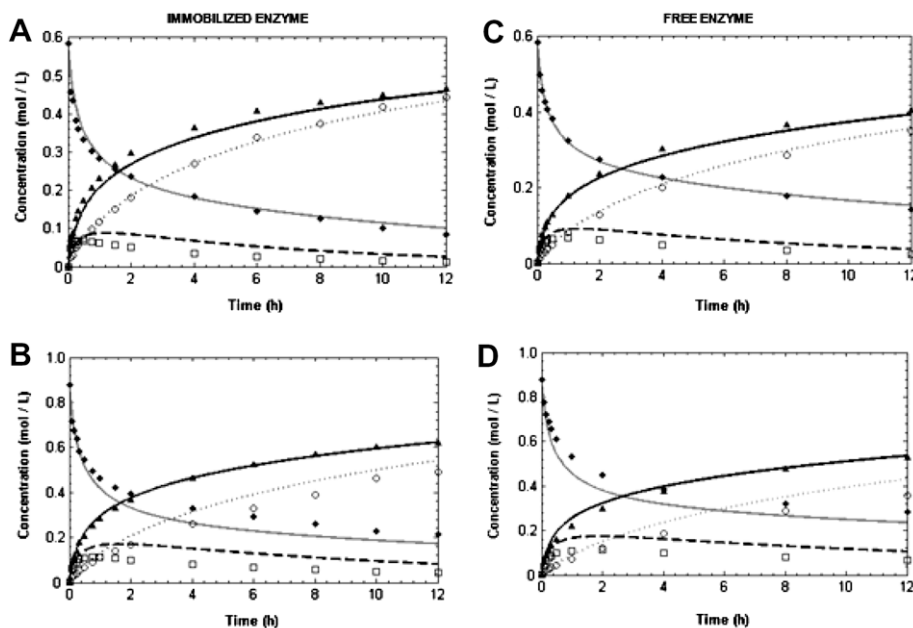 IMMOBILIZED ENZYME
FREE ENZYME
A
0.6
0.5
0.4
0.3
0.2
0.1
0
Concentration (mol / L)
0 2 4 6 8 10 12
Time (h)
C
0.6
0.4
0.2
0
Concentration (mol / L)
0 2 4 6 8 10 12
Time (h)
B
1.0
0.8
0.6
0.4
0.2
0
Concentration (mol / L)
0 2 4 6 8 10 12
Time (h)
D
1.0
0.8
0.6
0.4
0.2
0
Concentration (mol / L)
0 2 4 6 8 10 12
Time (h)